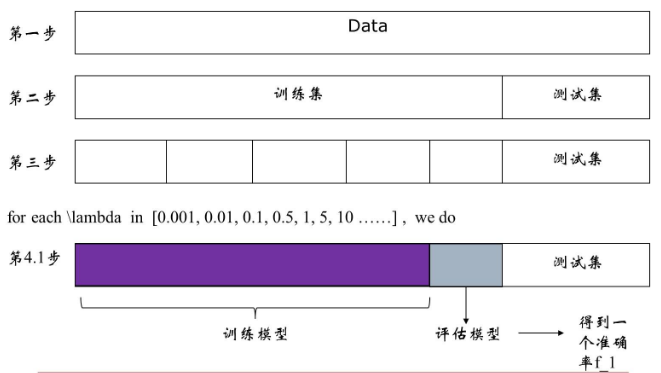 第一步 Data
第二步 训练集 测试集
第三步 测试集
for each \lambda in [0.001, 0.01, 0.1, 0.5, 1, 5, 10 ……] , we do
第4.1步 测试集
训练模型 评估模型 得到一
个准确
率f_1